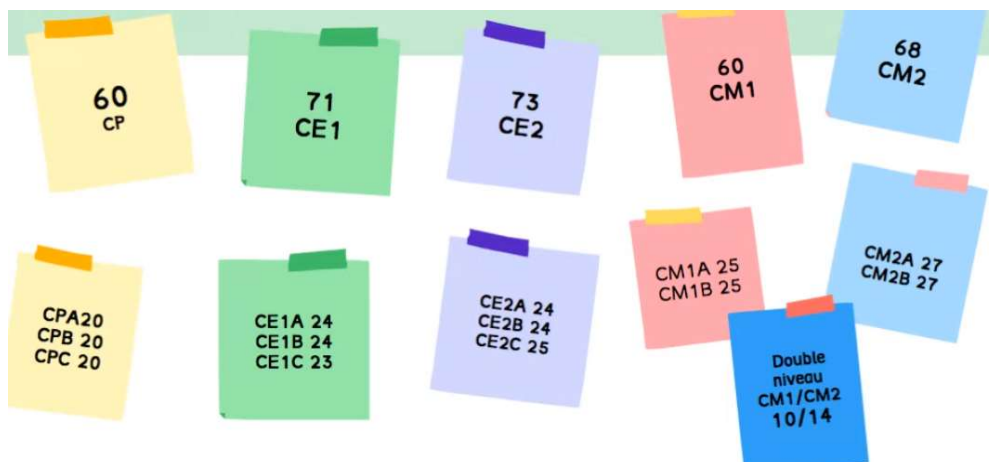 60
CP
71
CE1
73
CE2
60
CM1
68
CM2
CPA20
CPB 20
CPC 20
CE1A 24
CE1B 24
CE1C 23
CE2A 24
CE2B 24
CE2C 25
CM1A 25
CM1B 25
CM2A 27
CM2B 27
Double
niveau
CM1/CM2
10/14